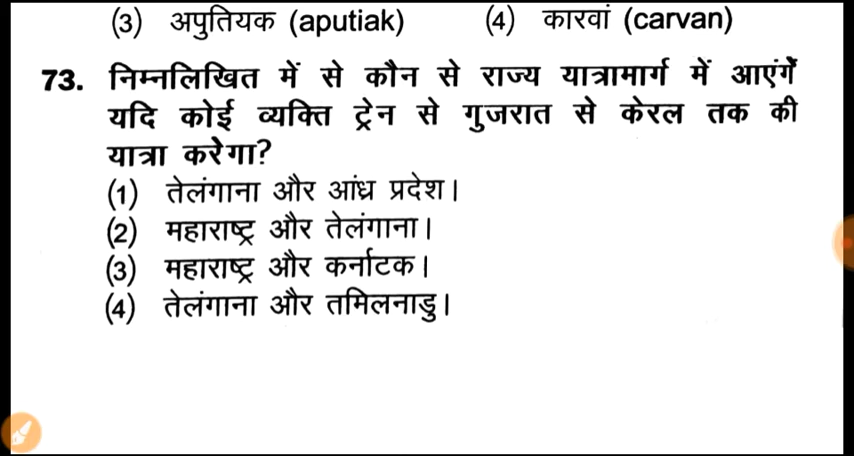 (3) अपुतियक (aputiak) (4) कारवां (carvan)
73. निम्नलिखित में से कौन से राज्य यात्रामार्ग में आएंगें
यदि कोई व्यक्ति ट्रेन से गुजरात से केरल तक की
यात्रा करेगा?
(1) तेलंगाना और आंध्र प्रदेश।
(2) महाराष्ट्र और तेलंगाना।
(3) महाराष्ट्र और कर्नाटक।
(4) तेलंगाना और तमिलनाडु।